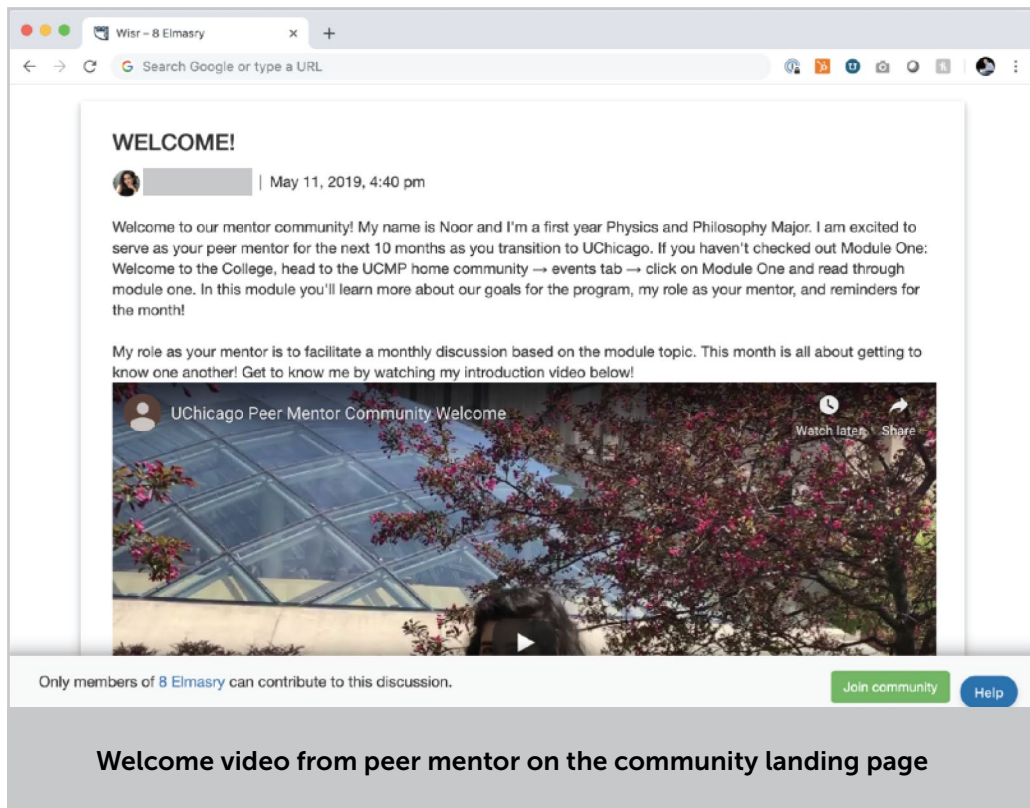 Wisr – 8 Elmasry
Search Google or type a URL
WELCOME!
| May 11, 2019, 4:40 pm
Welcome to our mentor community! My name is Noor and I'm a first year Physics and Philosophy Major. I am excited to
serve as your peer mentor for the next 10 months as you transition to UChicago. If you haven't checked out Module One:
Welcome to the College, head to the UCMP home community → events tab → click on Module One and read through
module one. In this module you'll learn more about our goals for the program, my role as your mentor, and reminders for
the month!
My role as your mentor is to facilitate a monthly discussion based on the module topic. This month is all about getting to
know one another! Get to know me by watching my introduction video below!
UChicago Peer Mentor Community Welcome
Watch later Share
Only members of 8 Elmasry can contribute to this discussion.
Join community
Help
Welcome video from peer mentor on the community landing page